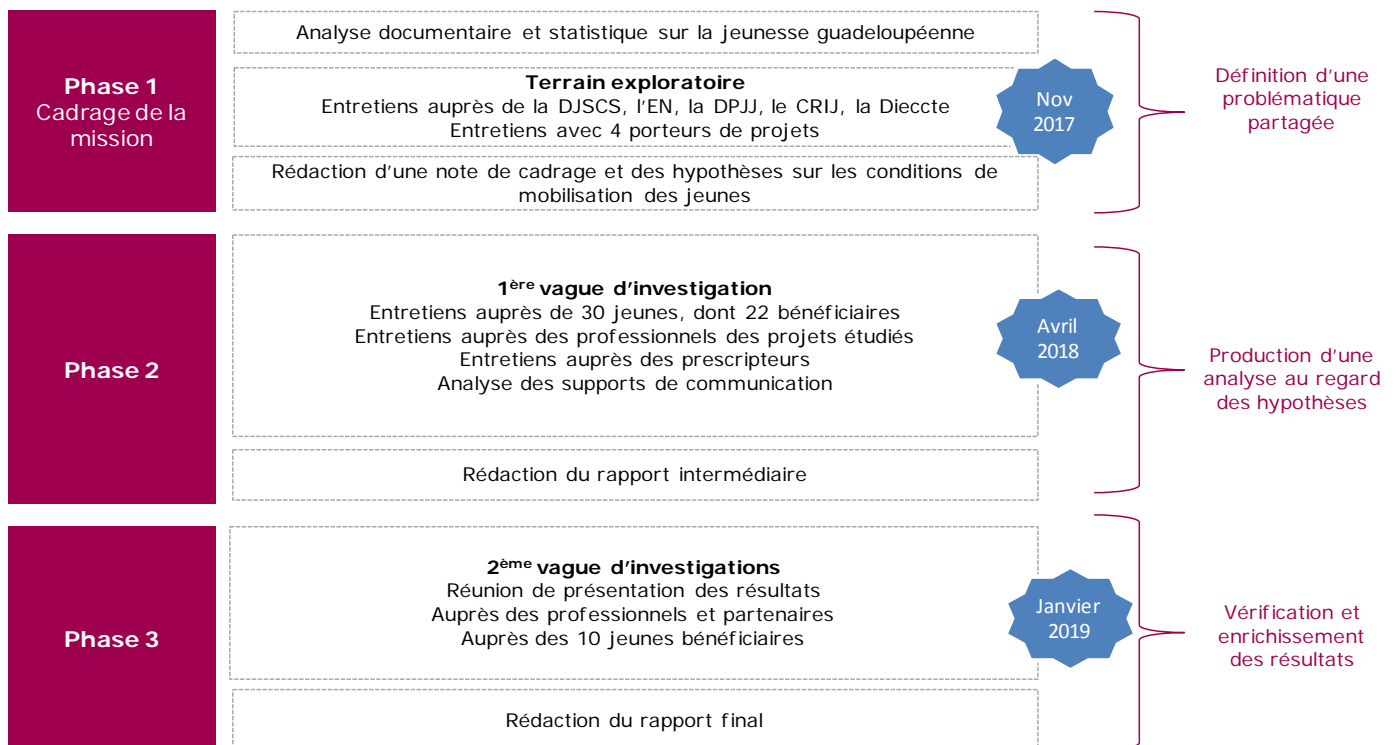 Phase 1
Cadrage de la
mission
Analyse documentaire et statistique sur la jeunesse guadeloupéenne
Terrain exploratoire
Entretiens auprès de la DJSCS, l'EN, la DPJJ, le CRIJ, la Dieccte
Entretiens avec 4 porteurs de projets
Rédaction d'une note de cadrage et des hypothèses sur les conditions de
mobilisation des jeunes
Nov
2017
Définition d'une
problématique
partagée
Phase 2
1ère vague d'investigation
Entretiens auprès de 30 jeunes, dont 22 bénéficiaires
Entretiens auprès des professionnels des projets étudiés
Entretiens auprès des prescripteurs
Analyse des supports de communication
Rédaction du rapport intermédiaire
Avril
2018
Production d'une
analyse au regard
des hypothèses
Phase 3
2ème vague d'investigations
Réunion de présentation des résultats
Auprès des professionnels et partenaires
Auprès des 10 jeunes bénéficiaires
Rédaction du rapport final
Janvier
2019
Vérification et
enrichissement
des résultats